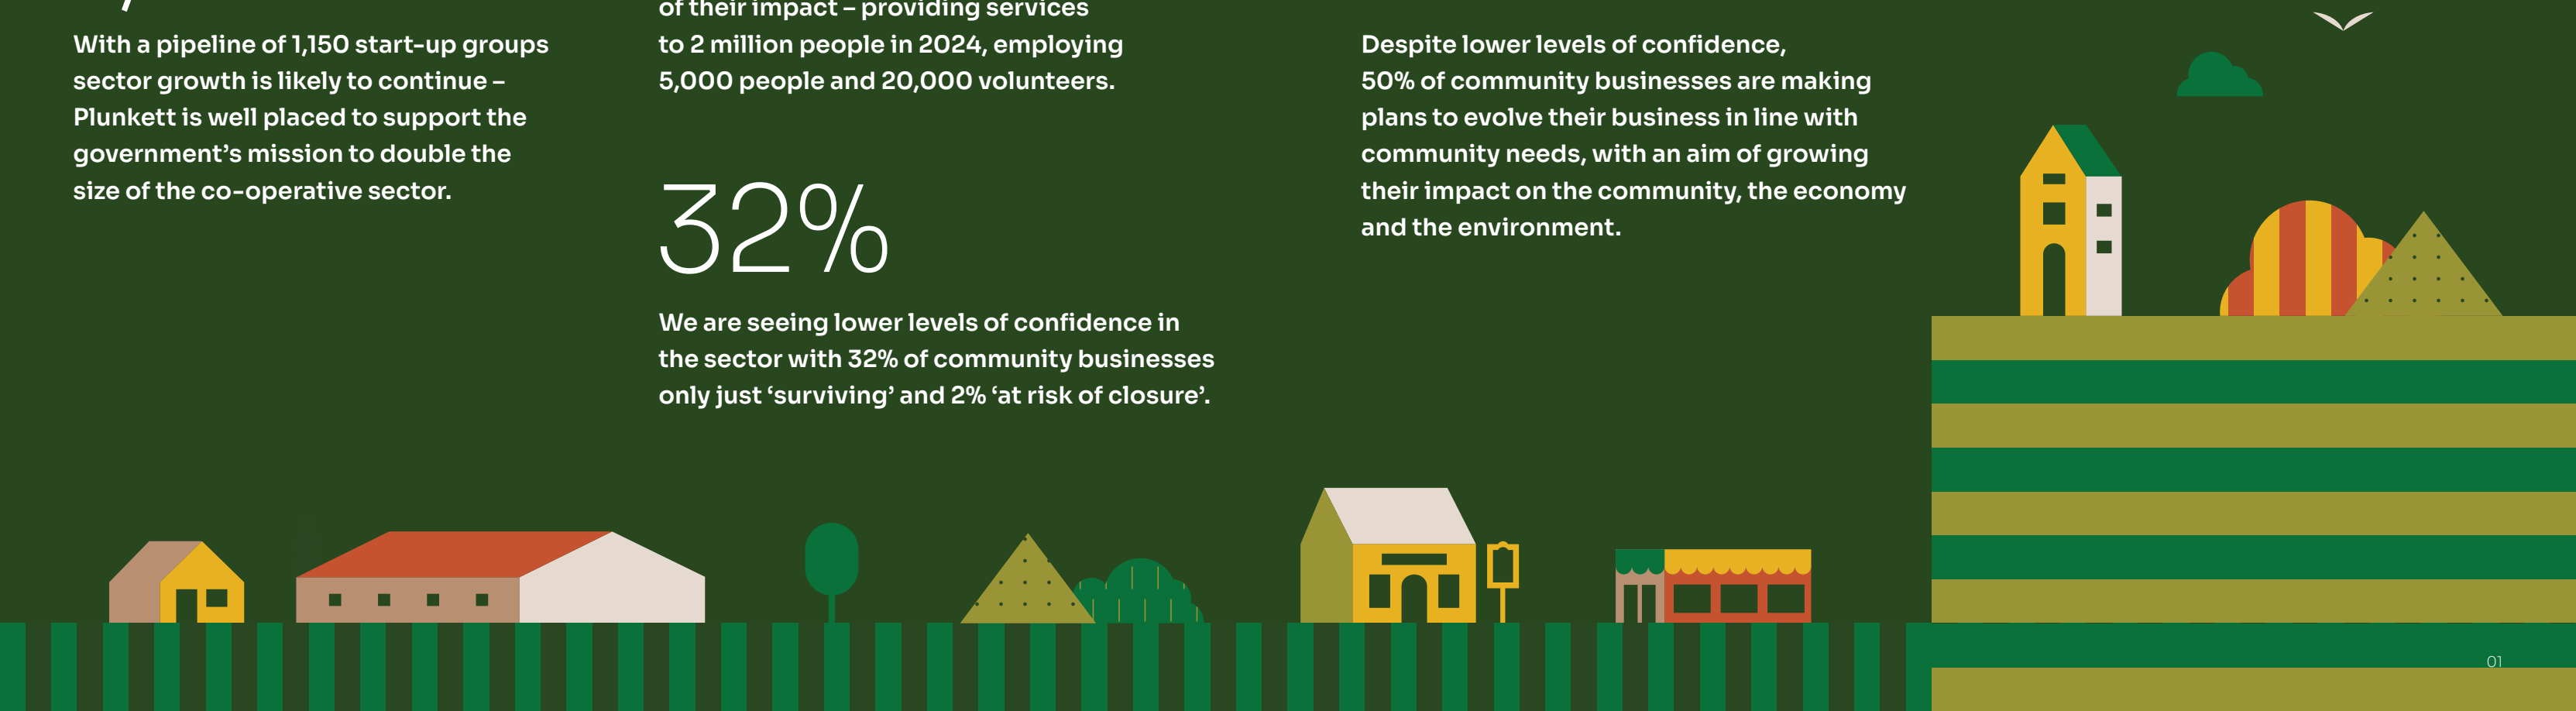 With a pipeline of 1,150 start-up groups
sector growth is likely to continue –
Plunkett is well placed to support the
government’s mission to double the
size of the co-operative sector.
of their impact – providing services
to 2 million people in 2024, employing
5,000 people and 20,000 volunteers.
32%
We are seeing lower levels of confidence in
the sector with 32% of community businesses
only just ‘surviving’ and 2% ‘at risk of closure’.
Despite lower levels of confidence,
50% of community businesses are making
plans to evolve their business in line with
community needs, with an aim of growing
their impact on the community, the economy
and the environment.
01